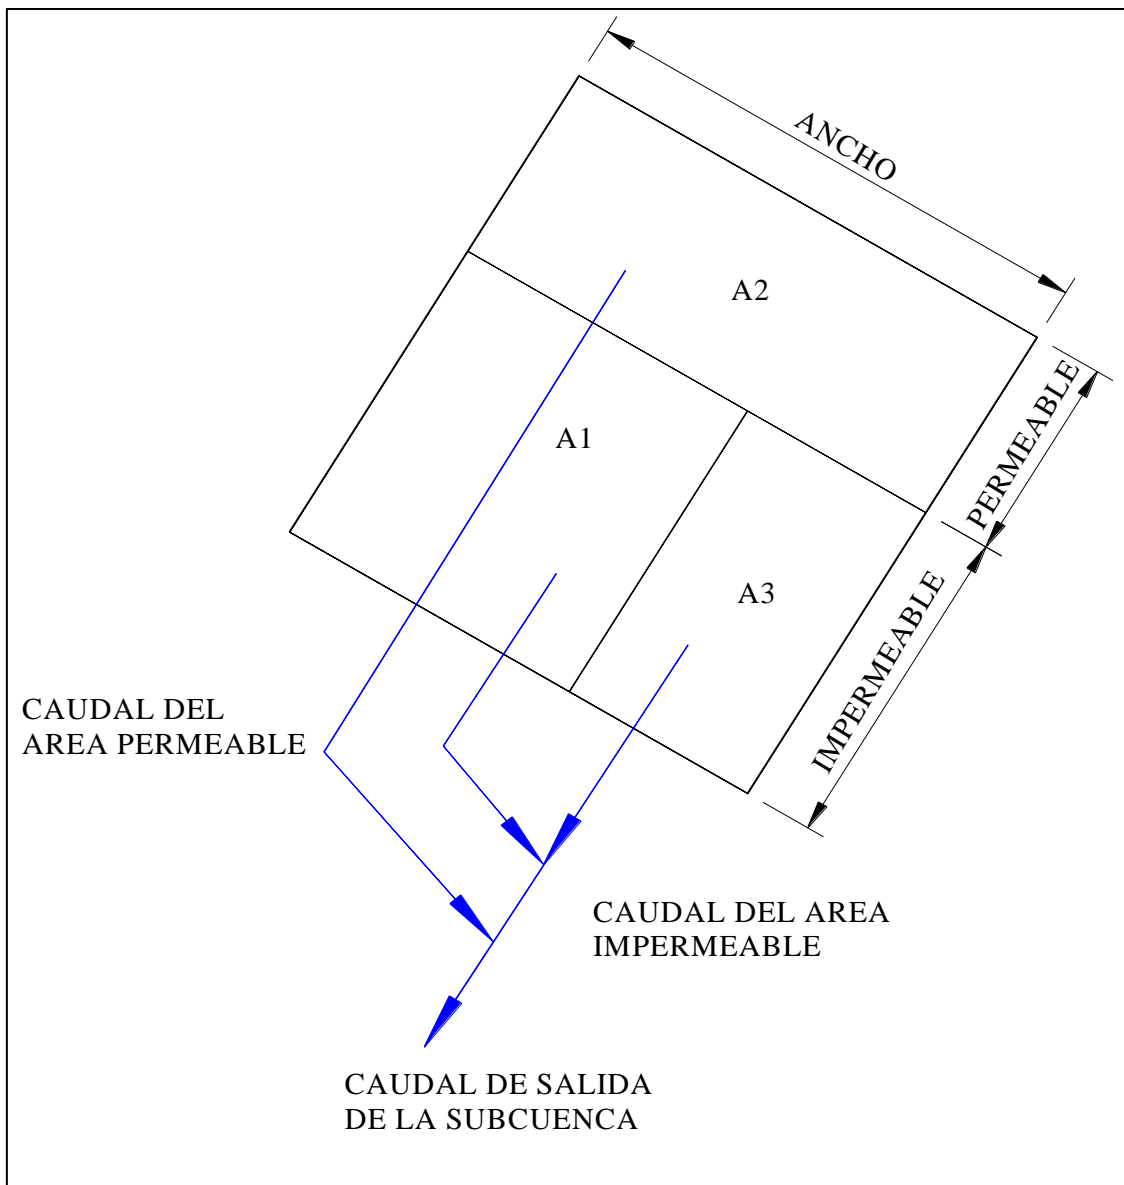 ANCHO
A2
PERMEABLE
A1
IMPERMEABLE
A3
CAUDAL DEL
AREA PERMEABLE
CAUDAL DEL AREA
IMPERMEABLE
CAUDAL DE SALIDA
DE LA SUBCUENCA